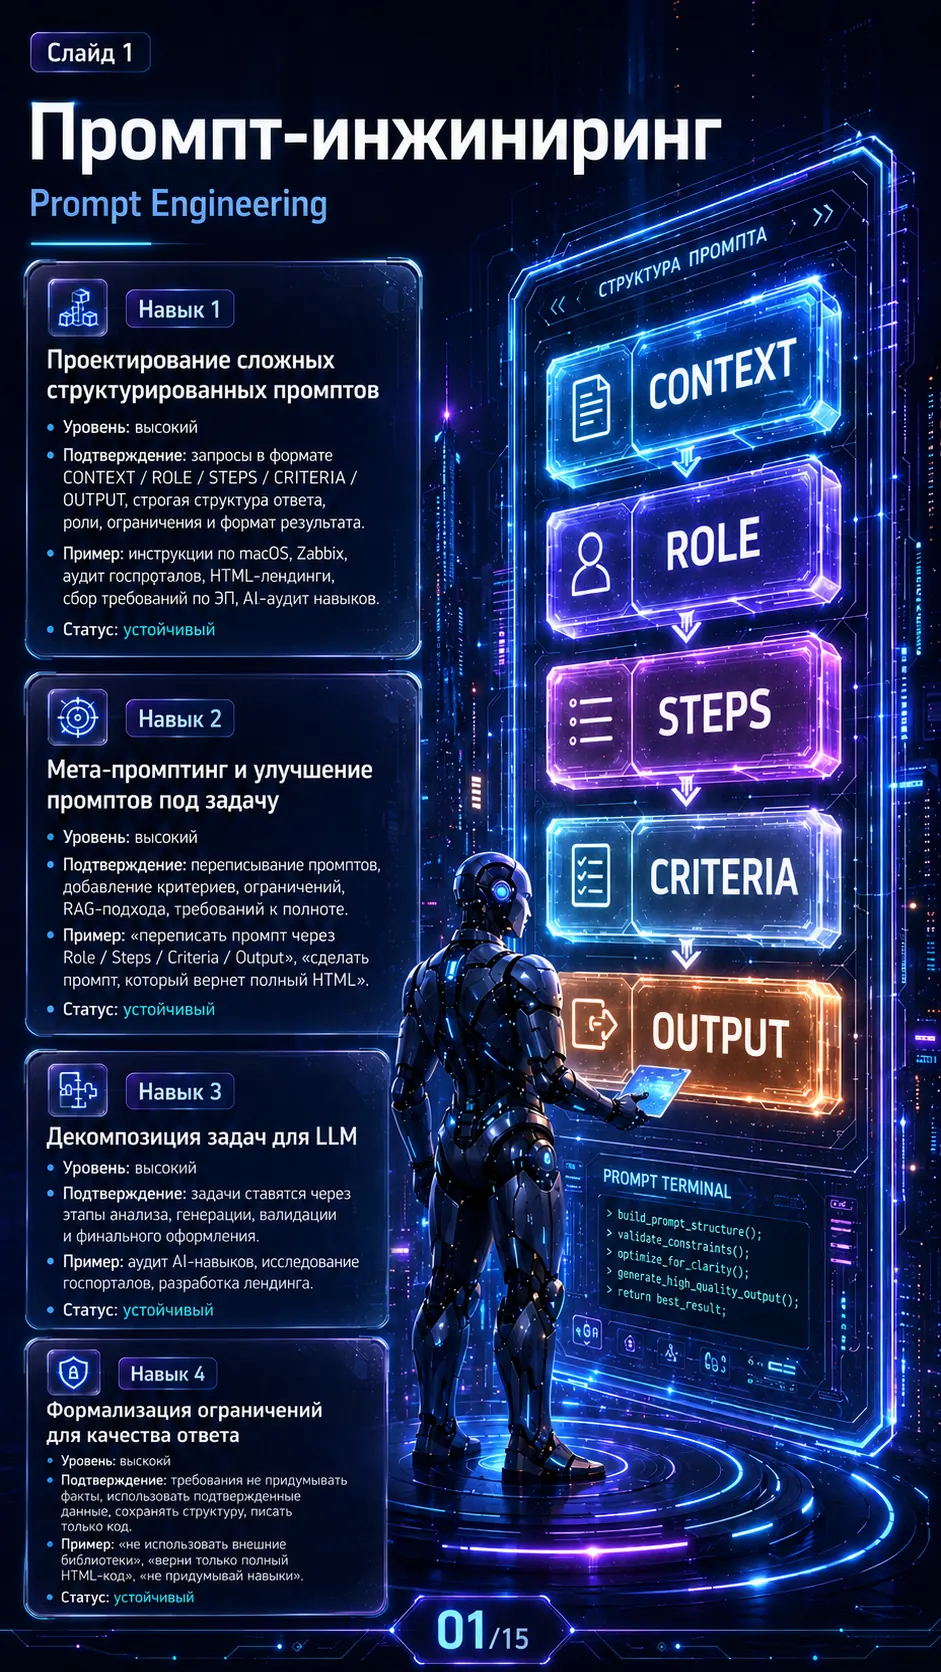 Слайд 1
Промпт-инжиниринг
Prompt Engineering
Навык 1
Проектирование сложных
структурированных промптов
Уровень: высокий
Подтверждение: запросы в формате
CONTEXT / ROLE / STEPS / CRITERIA /
OUTPUT, строгая структура ответа,
роли, ограничения и формат результата.
Пример: инструкции по macOS, Zabbix,
аудит госпрталов, HTML-лендинги,
сбор требований по ЭП, AI-аудит навыков.
Статус: устойчивый
Навык 2
Мета-промптинг и улучшение
промптов под задачу
Уровень: высокий
Подтверждение: переписывание промптов,
добавление критериев, ограничений,
RAG-подхода, требований к полноте.
Пример: «переписать промпт через
Role / Steps / Criteria / Output», «сделать
промпт, который вернет полный HTML».
Статус: устойчивый
Навык 3
Декомпозиция задач для LLM
Уровень: высокий
Подтверждение: задачи ставятся через
этапы анализа, генерации, валидации
и финального оформления.
Пример: аудит AI-навыков, исследование
госпорталов, разработка лендинга.
Статус: устойчивый
Навык 4
Формализация ограничений
для качества ответа
Уровень: выскокй
Подтверждение: требования не придумывать
факты, использовать подтвержденные
данные, сохранять структуру, писать
только код.
Пример: «не использовать внешние
библиотеки», «верни только полный
HTML-код», «не придумывай навыки».
Статус: устойчивый
СТРУКТУРА ПРОМПТА
CONTEXT
ROLE
STEPS
CRITERIA
OUTPUT
PROMPT TERMINAL
> build_prompt_structure();
> validate_constraints();
> optimize_for_clarity();
> generate_high_quality_output();
> return best_result;
01/15